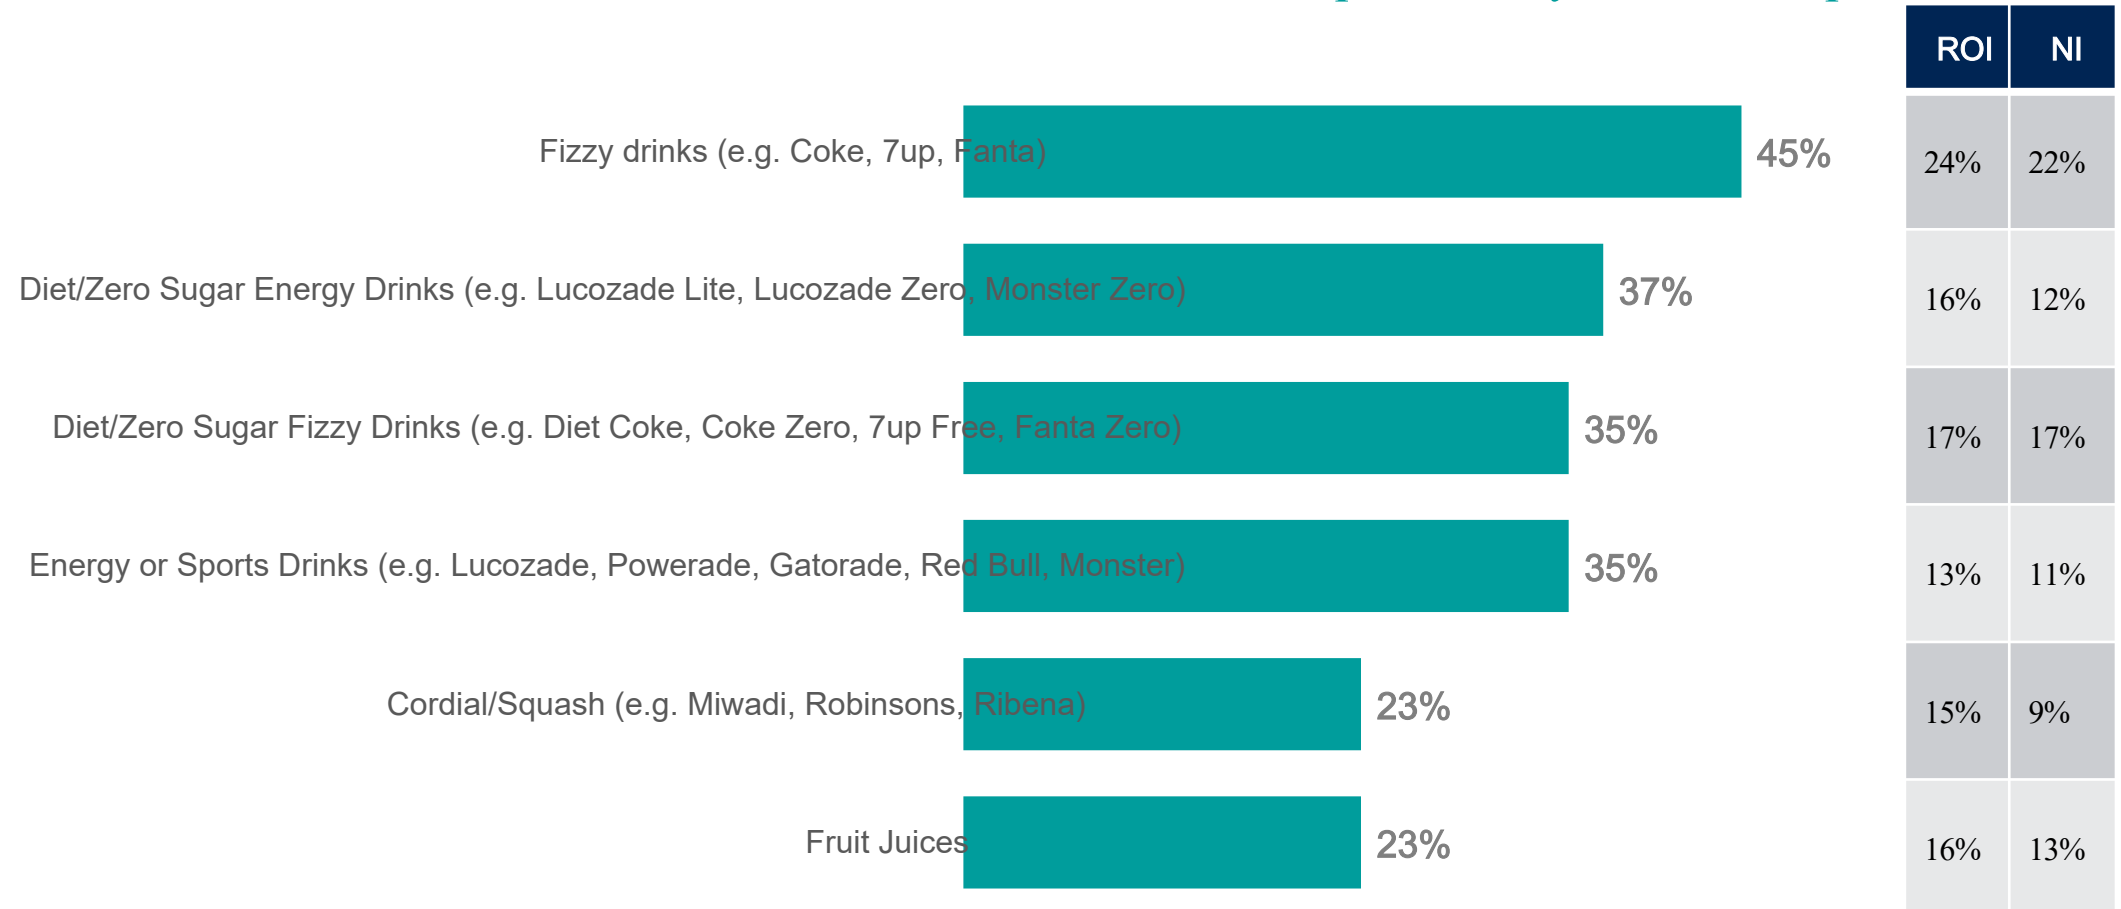 ROI NI
Fizzy drinks (e.g. Coke, 7up, Fanta) 45% 24% 22%
Diet/Zero Sugar Energy Drinks (e.g. Lucozade Lite, Lucozade Zero, Monster Zero) 37% 16% 12%
Diet/Zero Sugar Fizzy Drinks (e.g. Diet Coke, Coke Zero, 7up Free, Fanta Zero) 35% 17% 17%
Energy or Sports Drinks (e.g. Lucozade, Powerade, Gatorade, Red Bull, Monster) 35% 13% 11%
Cordial/Squash (e.g. Miwadi, Robinsons, Ribena) 23% 15% 9%
Fruit Juices 23% 16% 13%